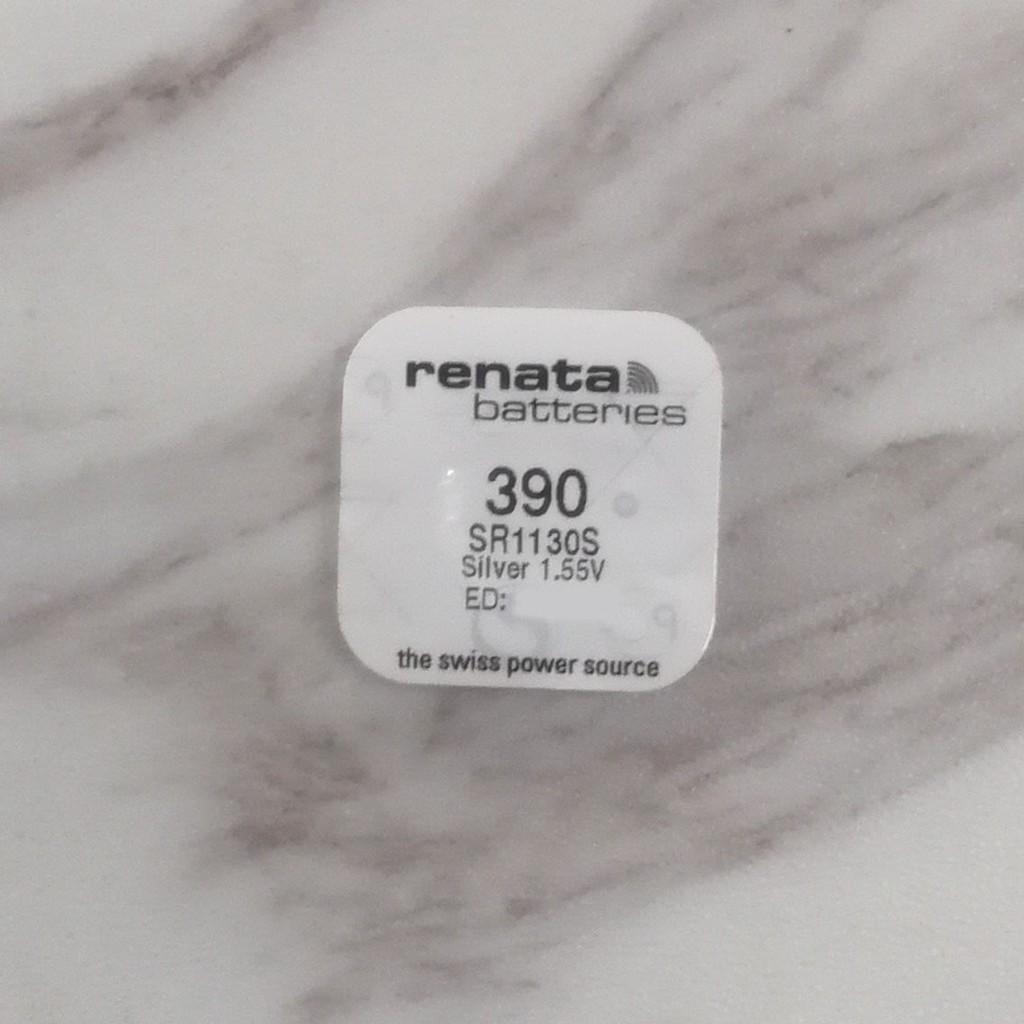 renata
batteries
390
SR1130S
Silver 1.55V
ED:
the swiss power source